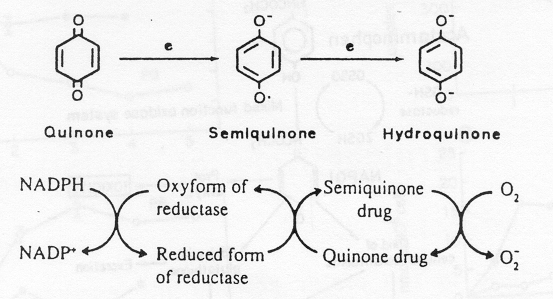 O O⁻ O⁻
e e
O O• O⁻
Quinone Semiquinone Hydroquinone
NADPH Oxyform of Semiquinone O₂
reductase drug
NADP⁺ Reduced form Quinone drug O₂⁻
of reductase